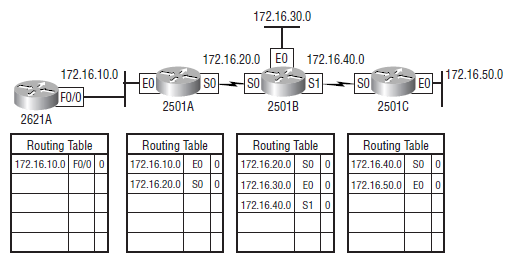 172.16.30.0
172.16.20.0 E0 172.16.40.0
172.16.10.0
E0 S0 S0 S1 S0 E0 172.16.50.0
F0/0
2501A 2501B 2501C
2621A
Routing Table
172.16.10.0 F0/0 0
Routing Table
172.16.10.0 E0 0
172.16.20.0 S0 0
Routing Table
172.16.20.0 S0 0
172.16.30.0 E0 0
172.16.40.0 S1 0
Routing Table
172.16.40.0 S0 0
172.16.50.0 E0 0